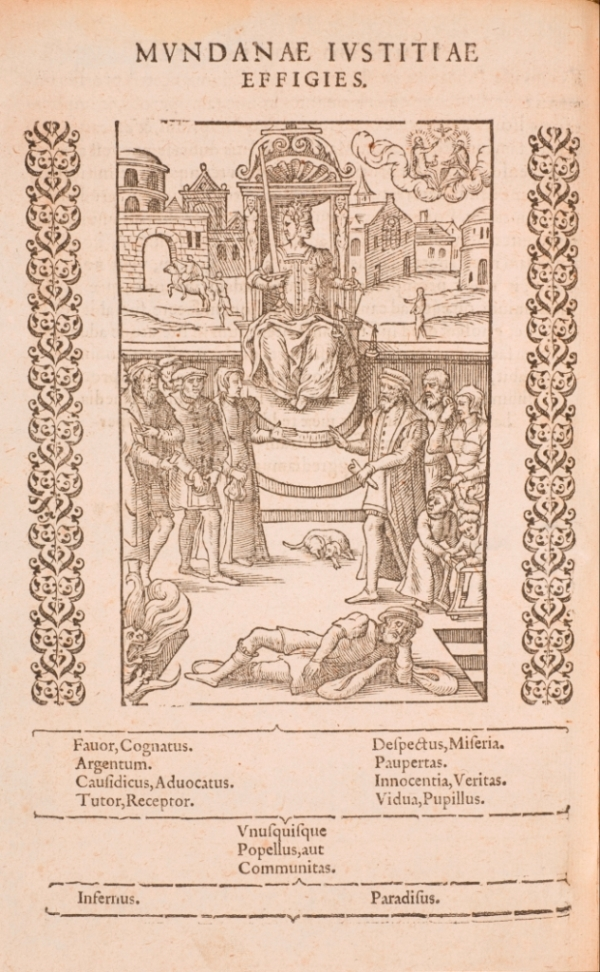 MVNDANAE IVSTITIAE
EFFIGIES.
Fauor, Cognatus.
Argentum.
Causidicus, Aduocatus.
Tutor, Receptor.
Despectus, Miseria.
Paupertas.
Innocentia, Veritas.
Vidua, Pupillus.
Vnusquisque
Popellus, aut
Communitas.
Infernus.
Paradisus.